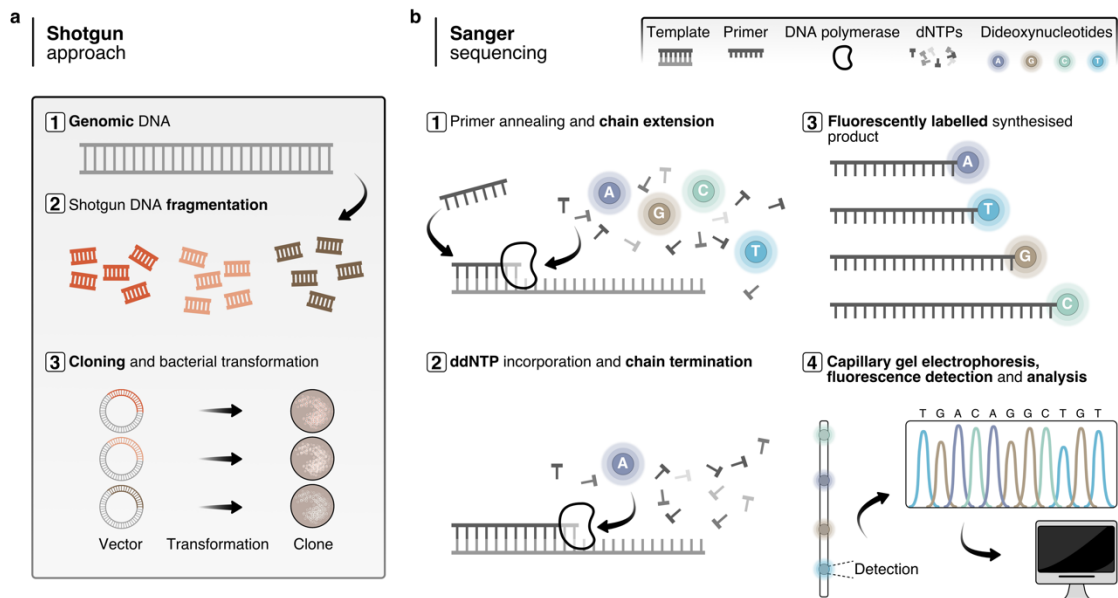 a
Shotgun
approach
1 Genomic DNA
2 Shotgun DNA fragmentation
3 Cloning and bacterial transformation
Vector Transformation Clone
b
Sanger
sequencing
Template Primer DNA polymerase dNTPs Dideoxynucleotides
A G C T
1 Primer annealing and chain extension
A
C
G
T
2 ddNTP incorporation and chain termination
A
3 Fluorescently labelled synthesised
product
A
T
G
C
4 Capillary gel electrophoresis,
fluorescence detection and analysis
T G A C A G G C T G T
Detection